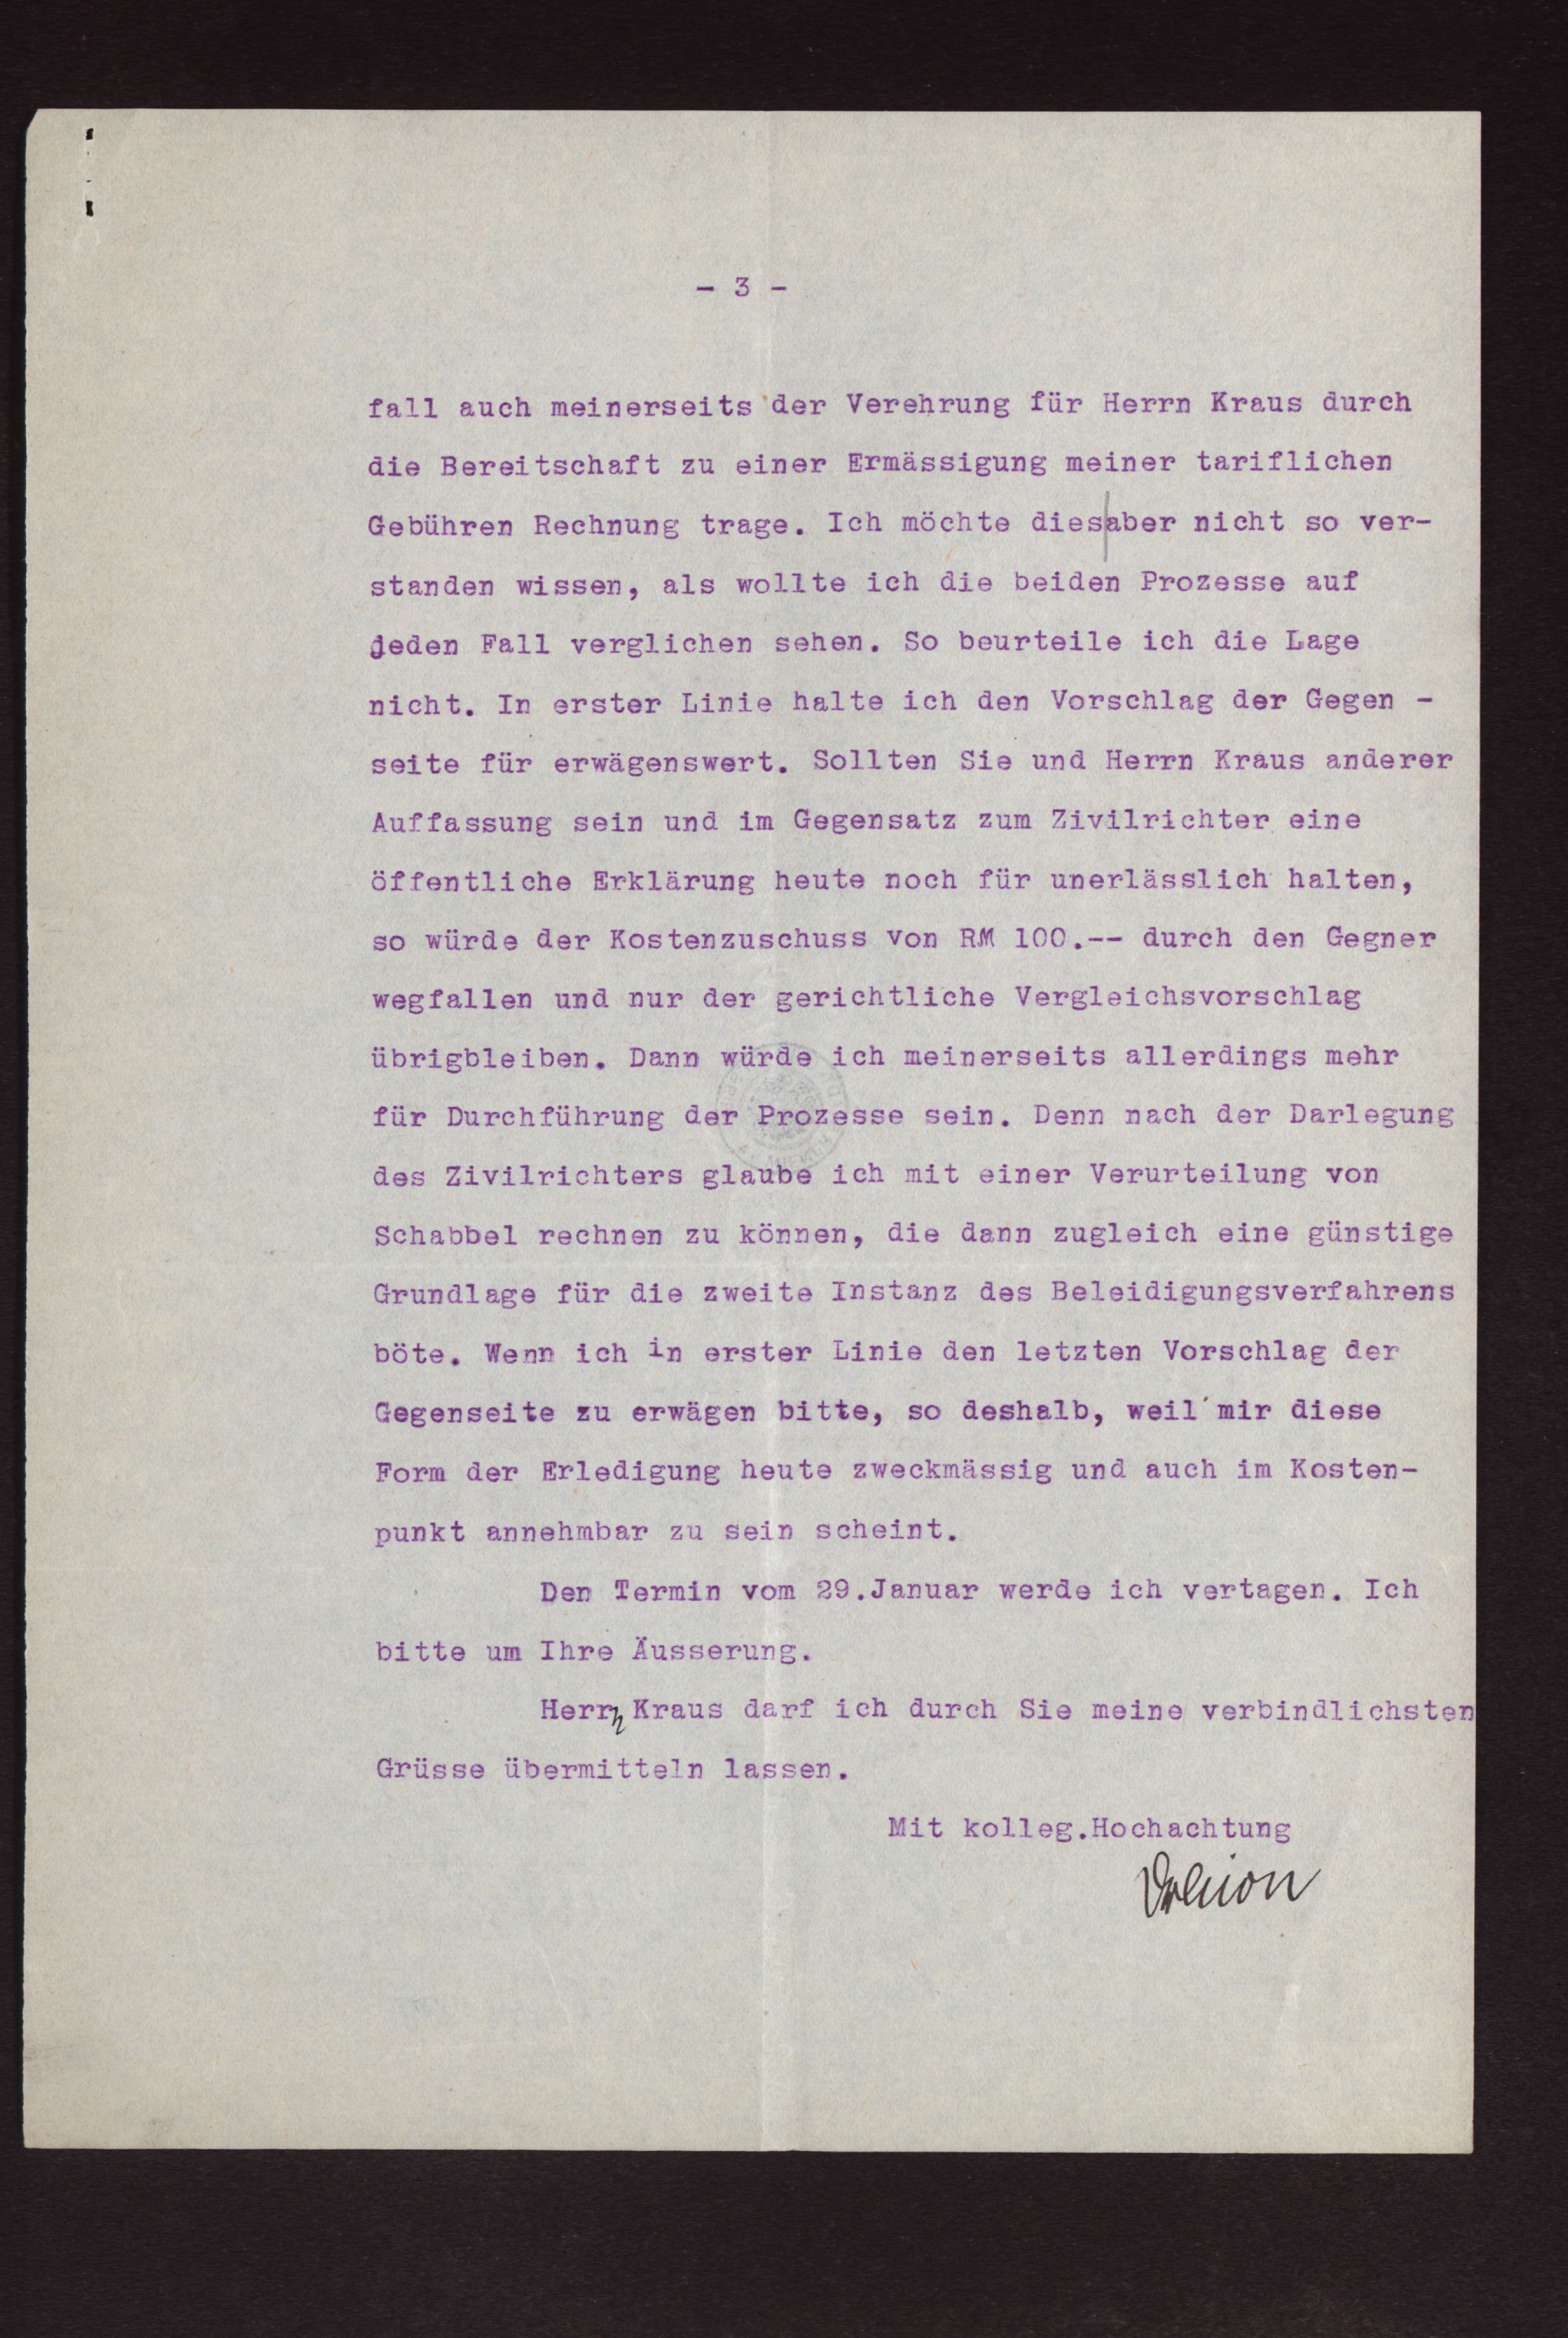 - 3 -
fall auch meinerseits der Verehrung für Herrn Kraus durch
die Bereitschaft zu einer Ermässigung meiner tariflichen
Gebühren Rechnung trage. Ich möchte dies|aber nicht so ver-
standen wissen, als wollte ich die beiden Prozesse auf
jeden Fall verglichen sehen. So beurteile ich die Lage
nicht. In erster Linie halte ich den Vorschlag der Gegen -
seite für erwägenswert. Sollten Sie und Herrn Kraus anderer
Auffassung sein und im Gegensatz zum Zivilrichter eine
öffentliche Erklärung heute noch für unerlässlich halten,
so würde der Kostenzuschuss von RM 100.-- durch den Gegner
wegfallen und nur der gerichtliche Vergleichsvorschlag
übrigbleiben. Dann würde ich meinerseits allerdings mehr
für Durchführung der Prozesse sein. Denn nach der Darlegung
des Zivilrichters glaube ich mit einer Verurteilung von
Schabbel rechnen zu können, die dann zugleich eine günstige
Grundlage für die zweite Instanz des Beleidigungsverfahrens
böte. Wenn ich in erster Linie den letzten Vorschlag der
Gegenseite zu erwägen bitte, so deshalb, weil mir diese
Form der Erledigung heute zweckmässig und auch im Kosten-
punkt annehmbar zu sein scheint.
Den Termin vom 29.Januar werde ich vertagen. Ich
bitte um Ihre Äusserung.
Herrn Kraus darf ich durch Sie meine verbindlichsten
Grüsse übermitteln lassen.
Mit kolleg.Hochachtung